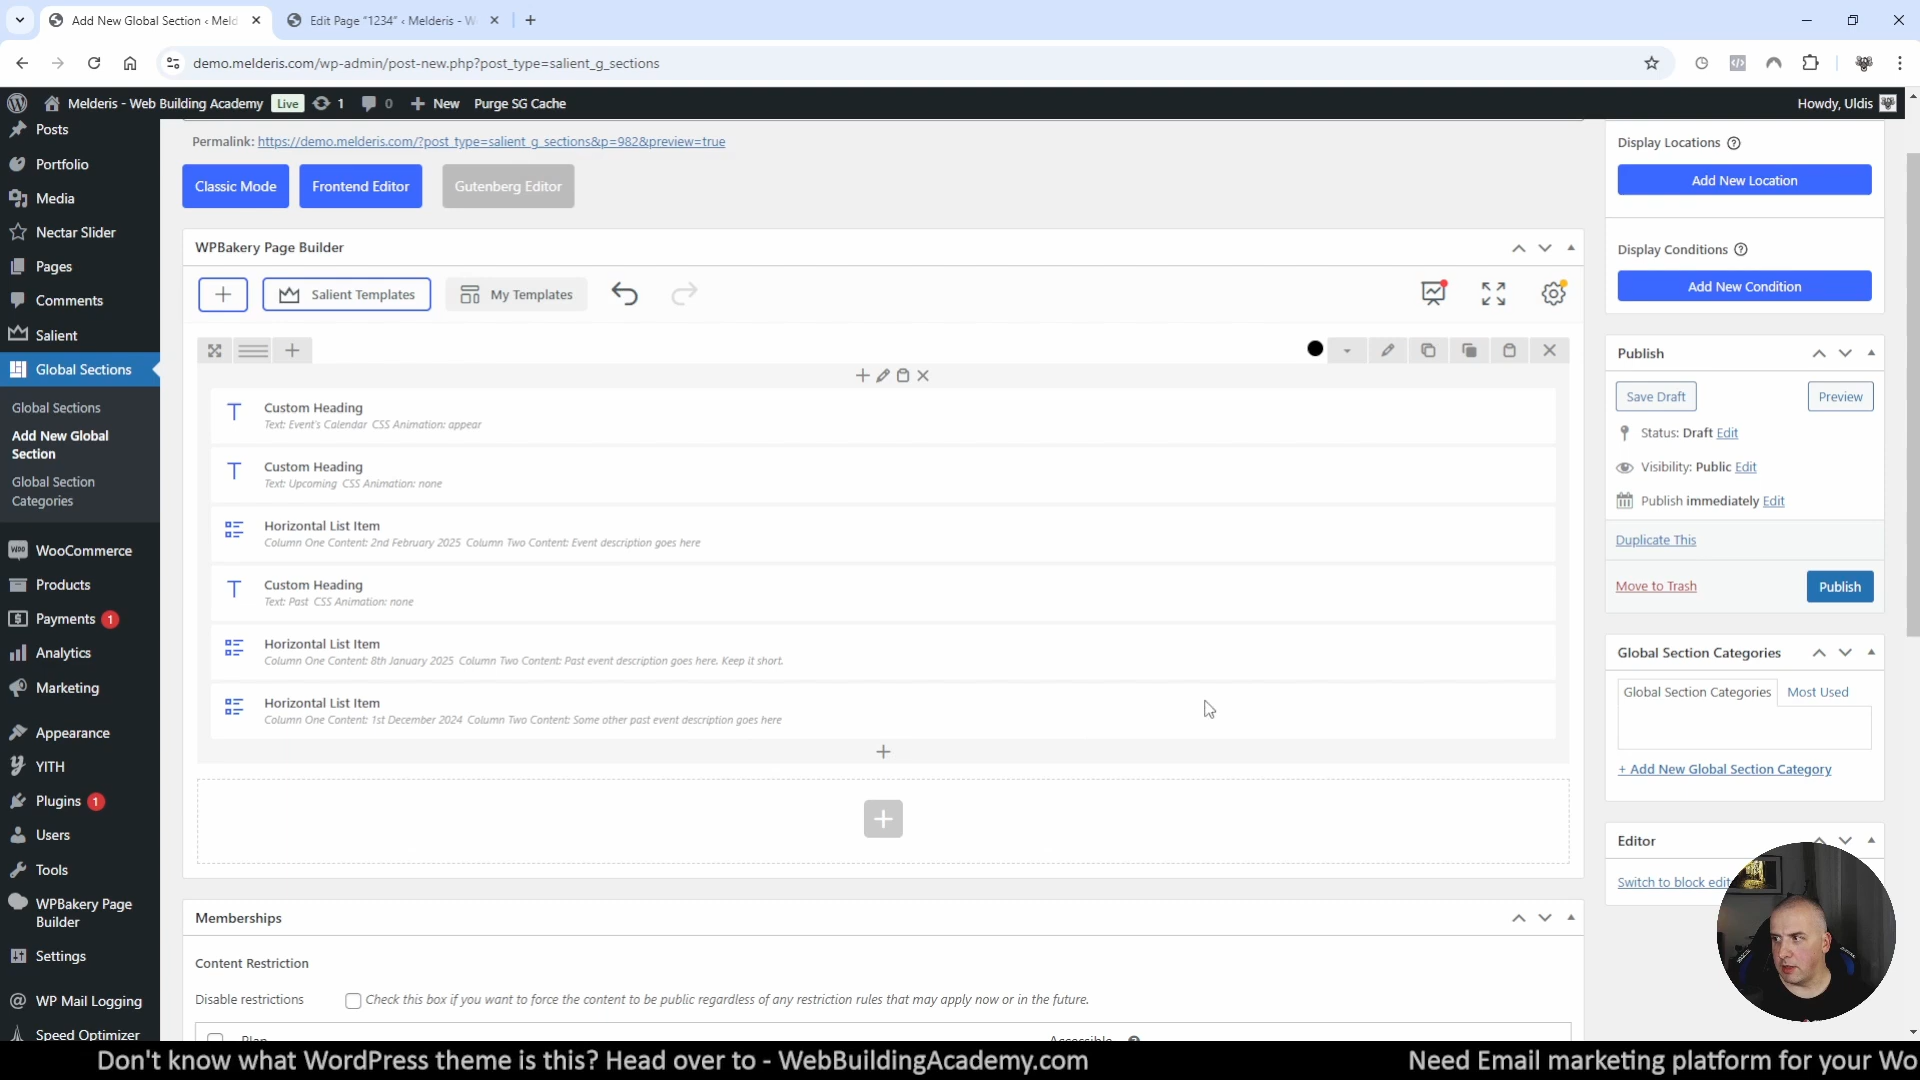 Add New Global Section ‹ Meld
Edit Page "1234" ‹ Melderis - W
demo.melderis.com/wp-admin/post-new.php?post_type=salient_g_sections
Melderis - Web Building Academy Live 1 0 New Purge SG Cache Howdy, Uldis
Posts
Portfolio
Media
Nectar Slider
Pages
Comments
Salient
Global Sections
Global Sections
Add New Global
Section
Global Section
Categories
WooCommerce
Products
Payments 1
Analytics
Marketing
Appearance
YITH
Plugins 1
Users
Tools
WPBakery Page
Builder
Settings
WP Mail Logging
Speed Optimizer
Permalink: https://demo.melderis.com/?post_type=salient_g_sections&p=982&preview=true
Classic Mode
Frontend Editor
Gutenberg Editor
WPBakery Page Builder
Salient Templates
My Templates
Custom Heading
Text: Event's Calendar CSS Animation: appear
Custom Heading
Text: Upcoming CSS Animation: none
Horizontal List Item
Column One Content: 2nd February 2025 Column Two Content: Event description goes here
Custom Heading
Text: Past CSS Animation: none
Horizontal List Item
Column One Content: 8th January 2025 Column Two Content: Past event description goes here. Keep it short.
Horizontal List Item
Column One Content: 1st December 2024 Column Two Content: Some other past event description goes here
Memberships
Content Restriction
Disable restrictions
Check this box if you want to force the content to be public regardless of any restriction rules that may apply now or in the future.
Plan
Accessible
Display Locations
Add New Location
Display Conditions
Add New Condition
Publish
Save Draft
Preview
Status: Draft Edit
Visibility: Public Edit
Publish immediately Edit
Duplicate This
Move to Trash
Publish
Global Section Categories
Global Section Categories
Most Used
+ Add New Global Section Category
Editor
Switch to block edit
Don't know what WordPress theme is this? Head over to - WebBuildingAcademy.com
Need Email marketing platform for your Wo